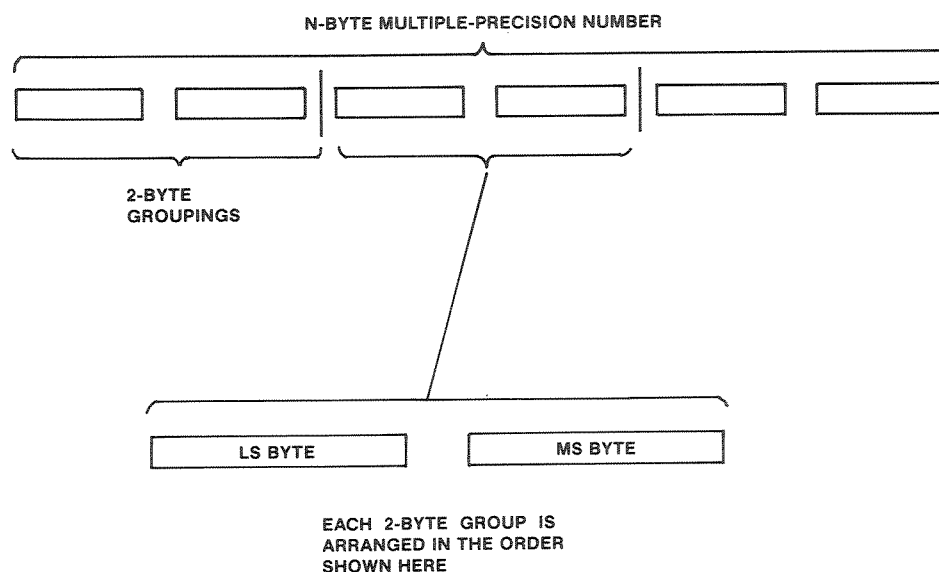 N-BYTE MULTIPLE-PRECISION NUMBER
2-BYTE
GROUPINGS
LS BYTE
MS BYTE
EACH 2-BYTE GROUP IS
ARRANGED IN THE ORDER
SHOWN HERE